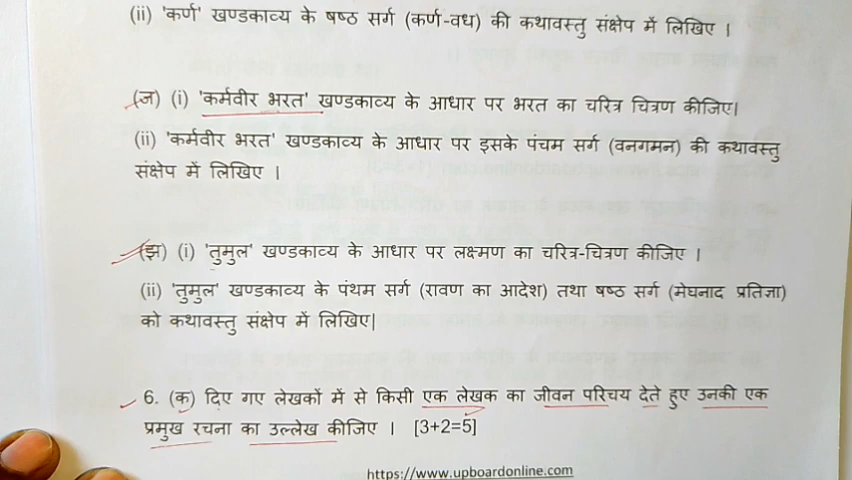 (ii) 'कर्ण' खण्डकाव्य के षष्ठ सर्ग (कर्ण-वध) की कथावस्तु संक्षेप में लिखिए ।
(ज) (i) 'कर्मवीर भरत' खण्डकाव्य के आधार पर भरत का चरित्र चित्रण कीजिए।
(ii) 'कर्मवीर भरत' खण्डकाव्य के आधार पर इसके पंचम सर्ग (वनगमन) की कथावस्तु
संक्षेप में लिखिए ।
(झ) (i) 'तुमुल' खण्डकाव्य के आधार पर लक्ष्मण का चरित्र-चित्रण कीजिए ।
(ii) 'तुमुल' खण्डकाव्य के पंथम सर्ग (रावण का आदेश) तथा षष्ठ सर्ग (मेघनाद प्रतिज्ञा)
को कथावस्तु संक्षेप में लिखिए|
6. (क) दिए गए लेखकों में से किसी एक लेखक का जीवन परिचय देते हुए उनकी एक
प्रमुख रचना का उल्लेख कीजिए । [3+2=5]
https://www.upboardonline.com